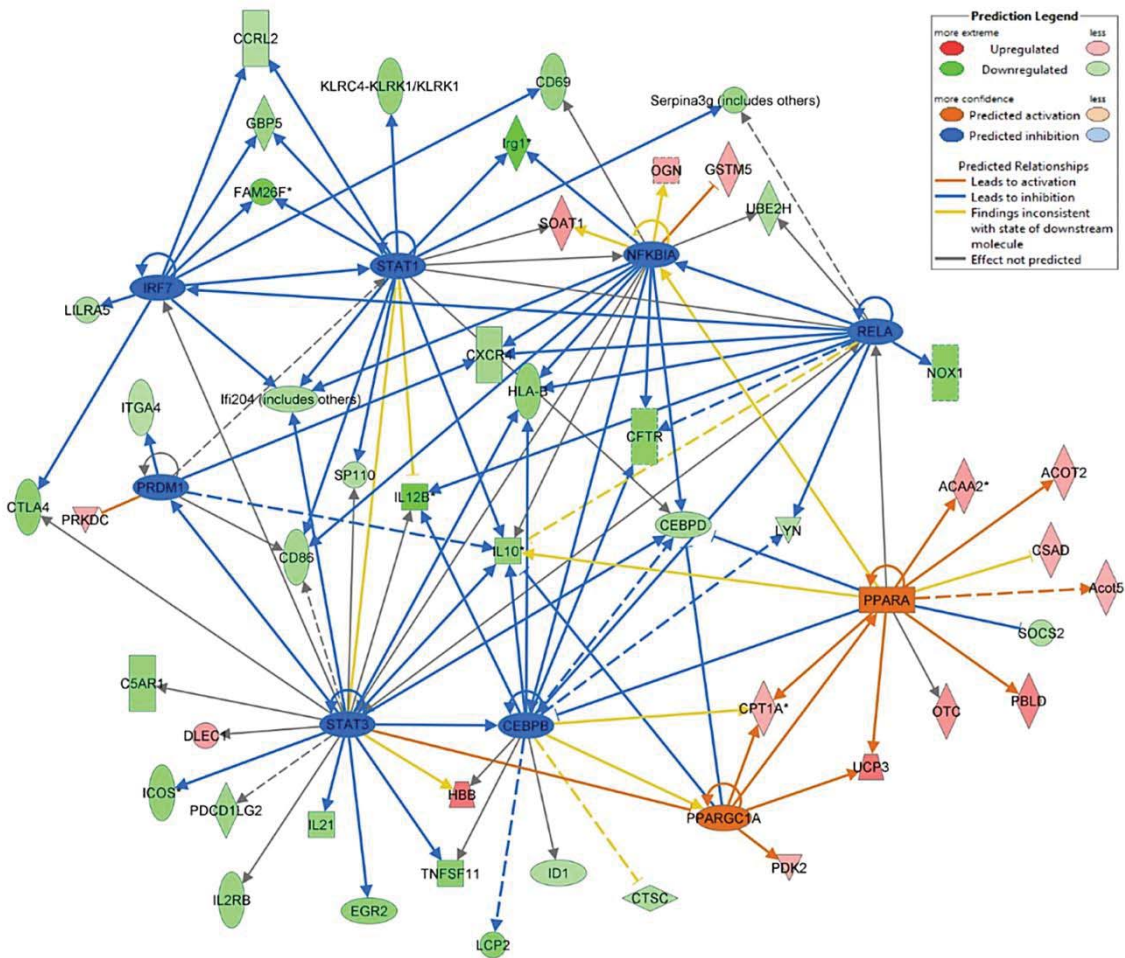 Prediction Legend
more extreme
less
Upregulated
Downregulated
more confidence
less
Predicted activation
Predicted inhibition
Predicted Relationships
Leads to activation
Leads to inhibition
Findings inconsistent
with state of downstream
molecule
Effect not predicted
CCRL2
KLRC4-KLRK1/KLRK1
CD69
Serpina3g (includes others)
GBP5
Irg1*
OGN
GSTM5
FAM26F*
SOAT1
UBE2H
STAT1
NFKBIA
IRF7
LILRA5
RELA
CXCR4
NOX1
HLA-B
Ifi204 (includes others)
ITGA4
CFTR
SP110
PRDM1
IL12B*
ACAA2*
ACOT2
CTLA4
PRKDC
CEBPD
LYN
CD86
IL10*
CSAD
PPARA
Acot5
SOCS2
C5AR1
CPT1A*
OTC
PBLD
STAT3
CEBPB
DLEC1
UCP3
ICOS*
PDCD1LG2
IL21
HBB
PPARGC1A
TNFSF11
ID1
PDK2
IL2RB
EGR2
CTSC
LCP2